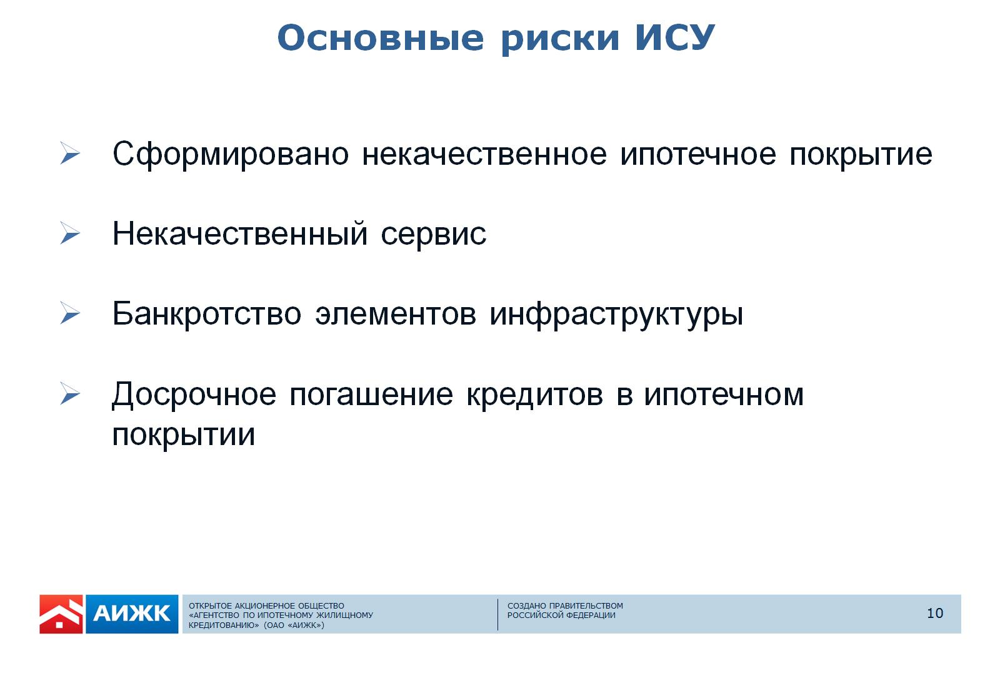 Основные риски ИСУ
Сформировано некачественное ипотечное покрытие
Некачественный сервис
Банкротство элементов инфраструктуры
Досрочное погашение кредитов в ипотечном
покрытии
АИЖК
ОТКРЫТОЕ АКЦИОНЕРНОЕ ОБЩЕСТВО
«АГЕНТСТВО ПО ИПОТЕЧНОМУ ЖИЛИЩНОМУ
КРЕДИТОВАНИЮ» (ОАО «АИЖК»)
СОЗДАНО ПРАВИТЕЛЬСТВОМ
РОССИЙСКОЙ ФЕДЕРАЦИИ
10